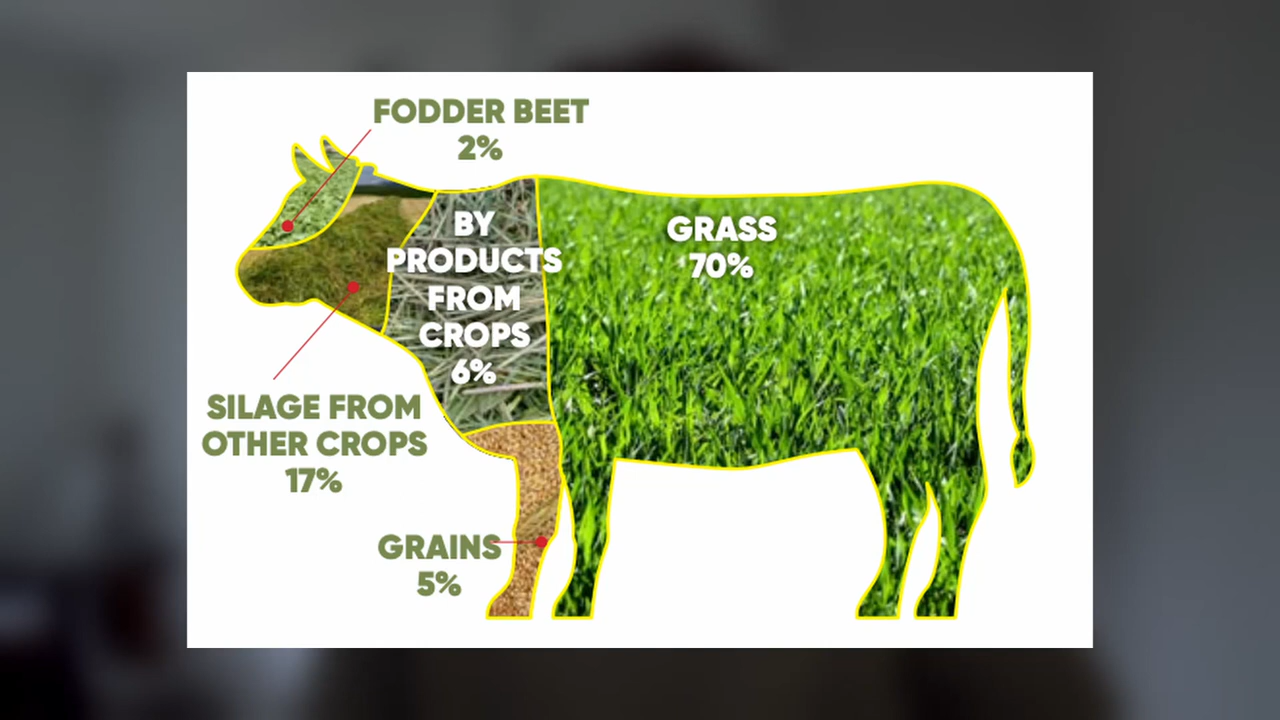 FODDER BEET
2%
BY
PRODUCTS
FROM
CROPS
6%
GRASS
70%
SILAGE FROM
OTHER CROPS
17%
GRAINS
5%